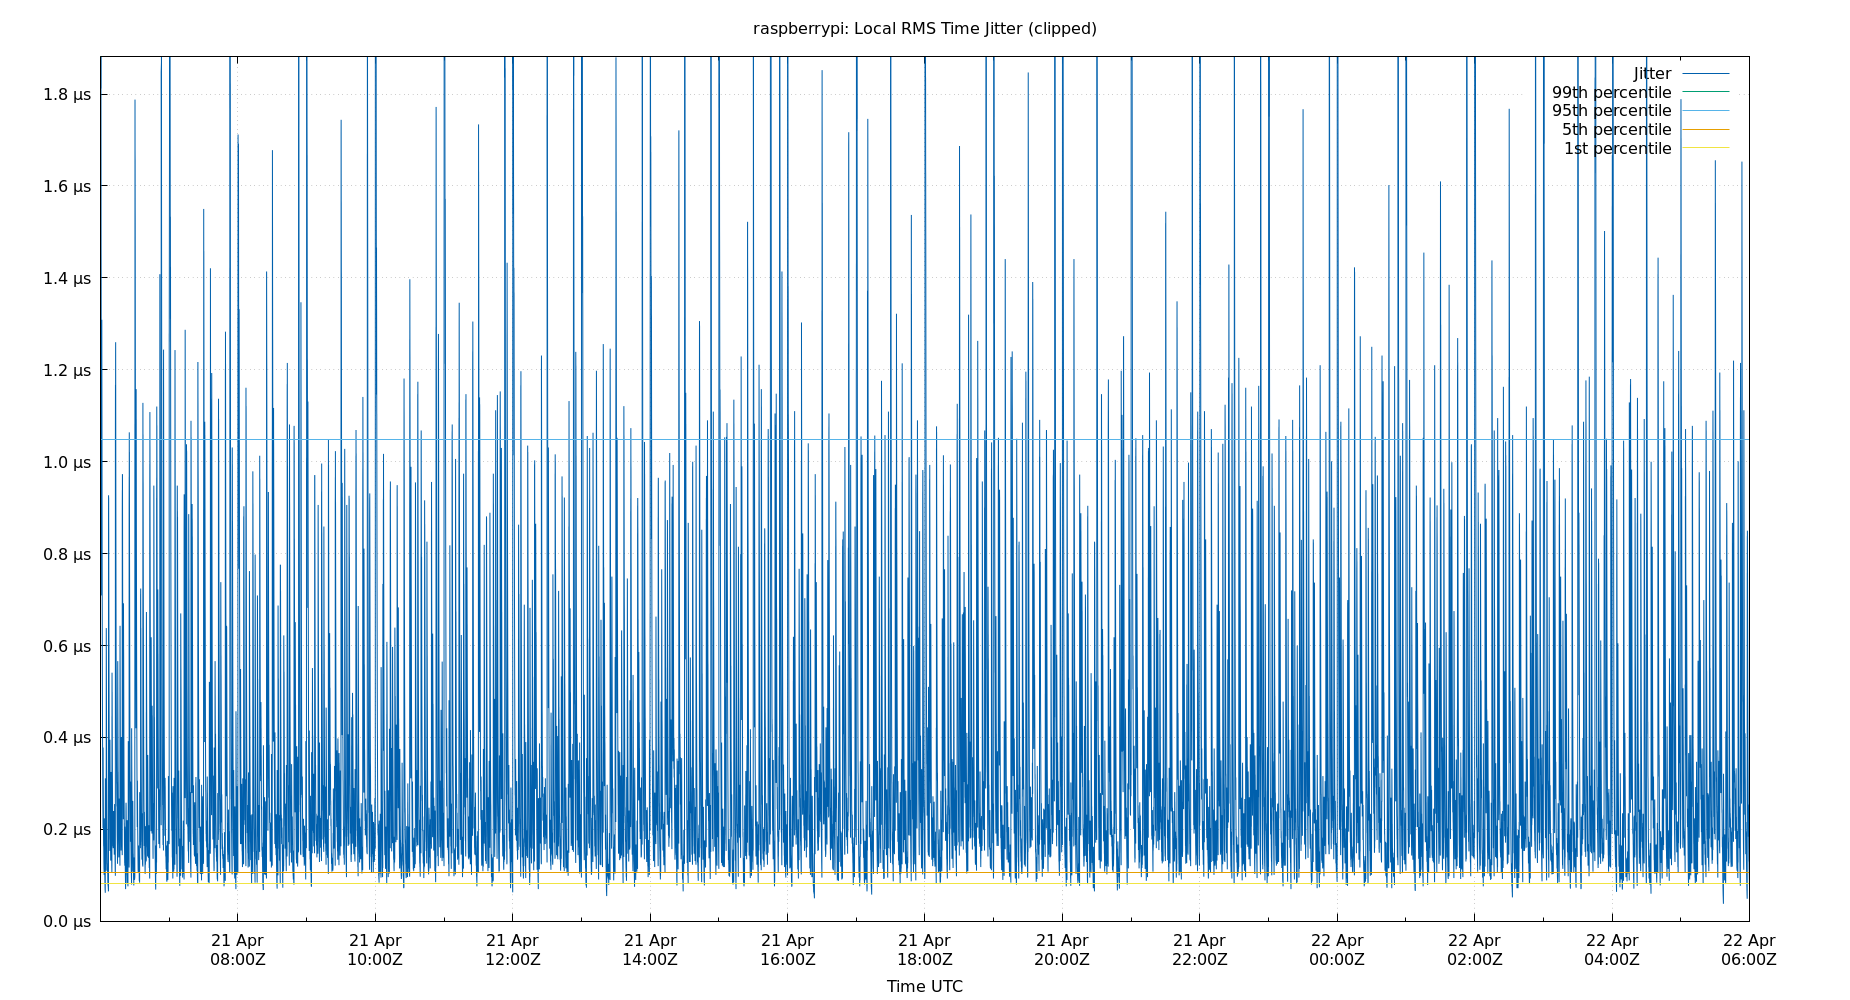 raspberrypi: Local RMS Time Jitter (clipped)
Jitter
99th percentile
95th percentile
5th percentile
1st percentile
1.8 µs
1.6 µs
1.4 µs
1.2 µs
1.0 µs
0.8 µs
0.6 µs
0.4 µs
0.2 µs
0.0 µs
21 Apr 21 Apr 21 Apr 21 Apr 21 Apr 21 Apr 21 Apr 21 Apr 22 Apr 22 Apr 22 Apr 22 Apr
08:00Z 10:00Z 12:00Z 14:00Z 16:00Z 18:00Z 20:00Z 22:00Z 00:00Z 02:00Z 04:00Z 06:00Z
Time UTC